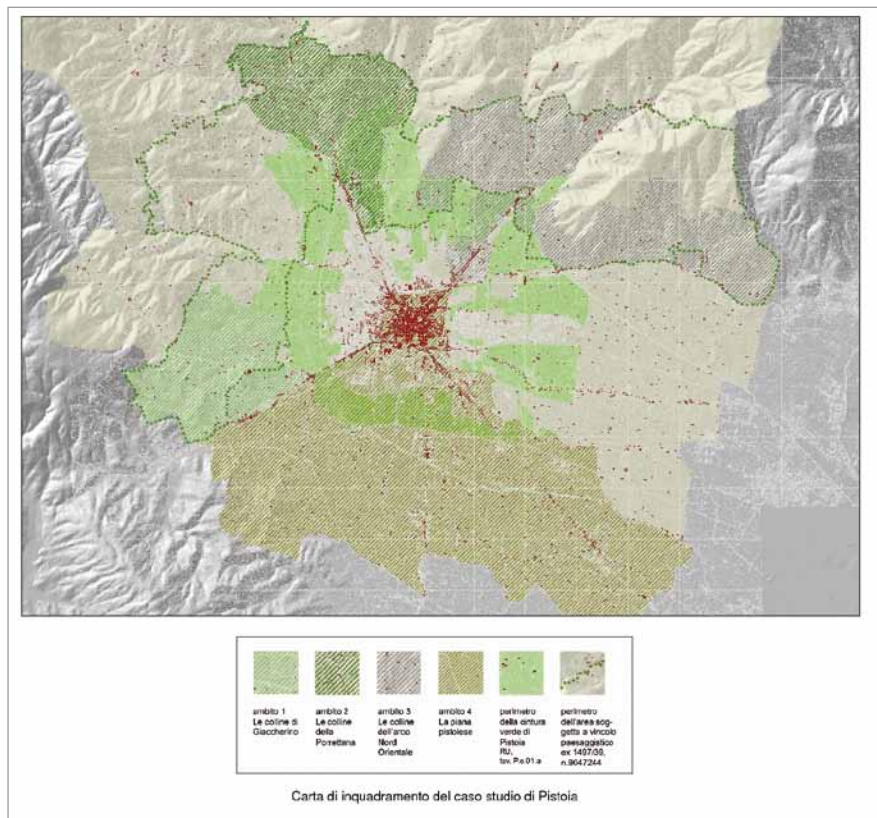 ambito 1
Le colline di
Giaccherino
ambito 2
Le colline
della
Porrettana
ambito 3
Le colline
dell'arco
Nord
Orientale
ambito 4
La piana
pistoiese
perimetro
della cintura
verde di
Pistoia
RU,
tav. P.e.01.a
perimetro
dell'area sog-
getta a vincolo
paesaggistico
ex 1497/39,
n.9047244
Carta di inquadramento del caso studio di Pistoia